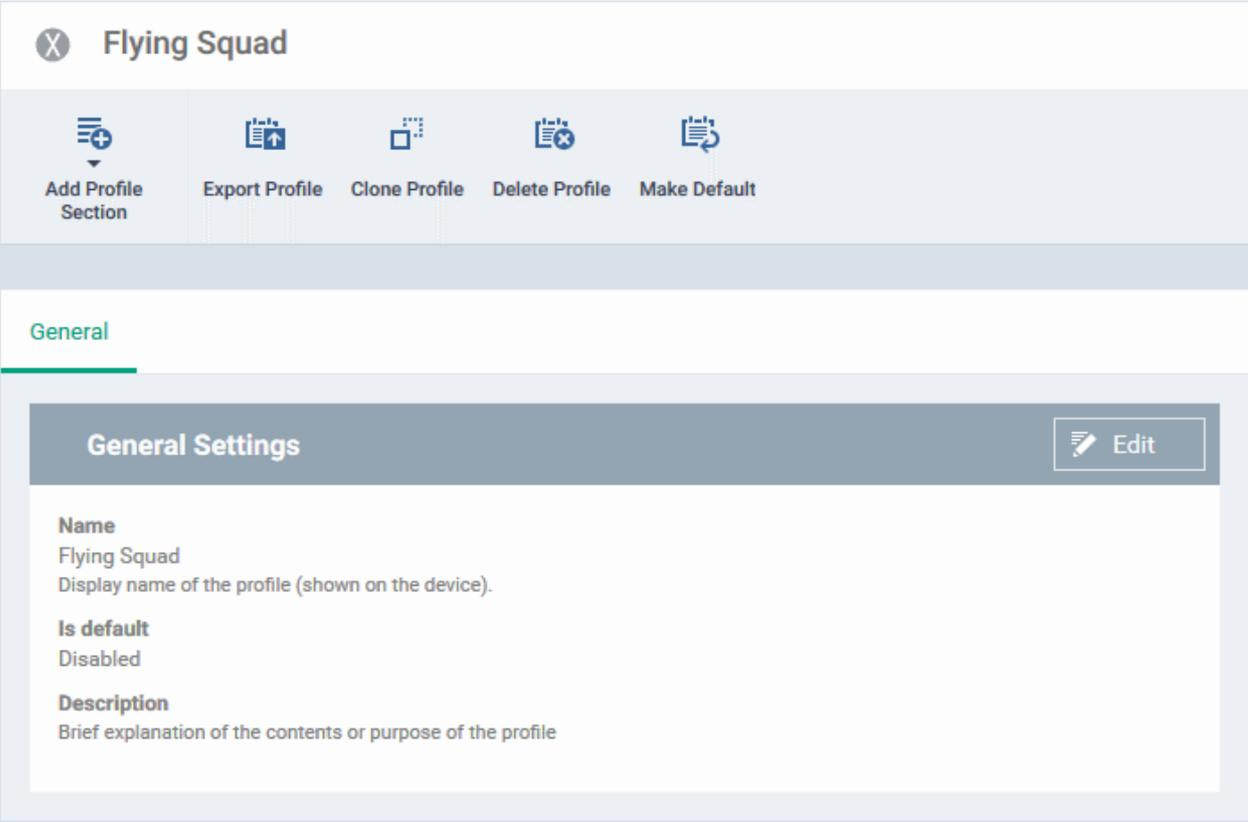 Flying Squad
Add Profile
Section
Export Profile
Clone Profile
Delete Profile
Make Default
General
General Settings
Edit
Name
Flying Squad
Display name of the profile (shown on the device).
Is default
Disabled
Description
Brief explanation of the contents or purpose of the profile